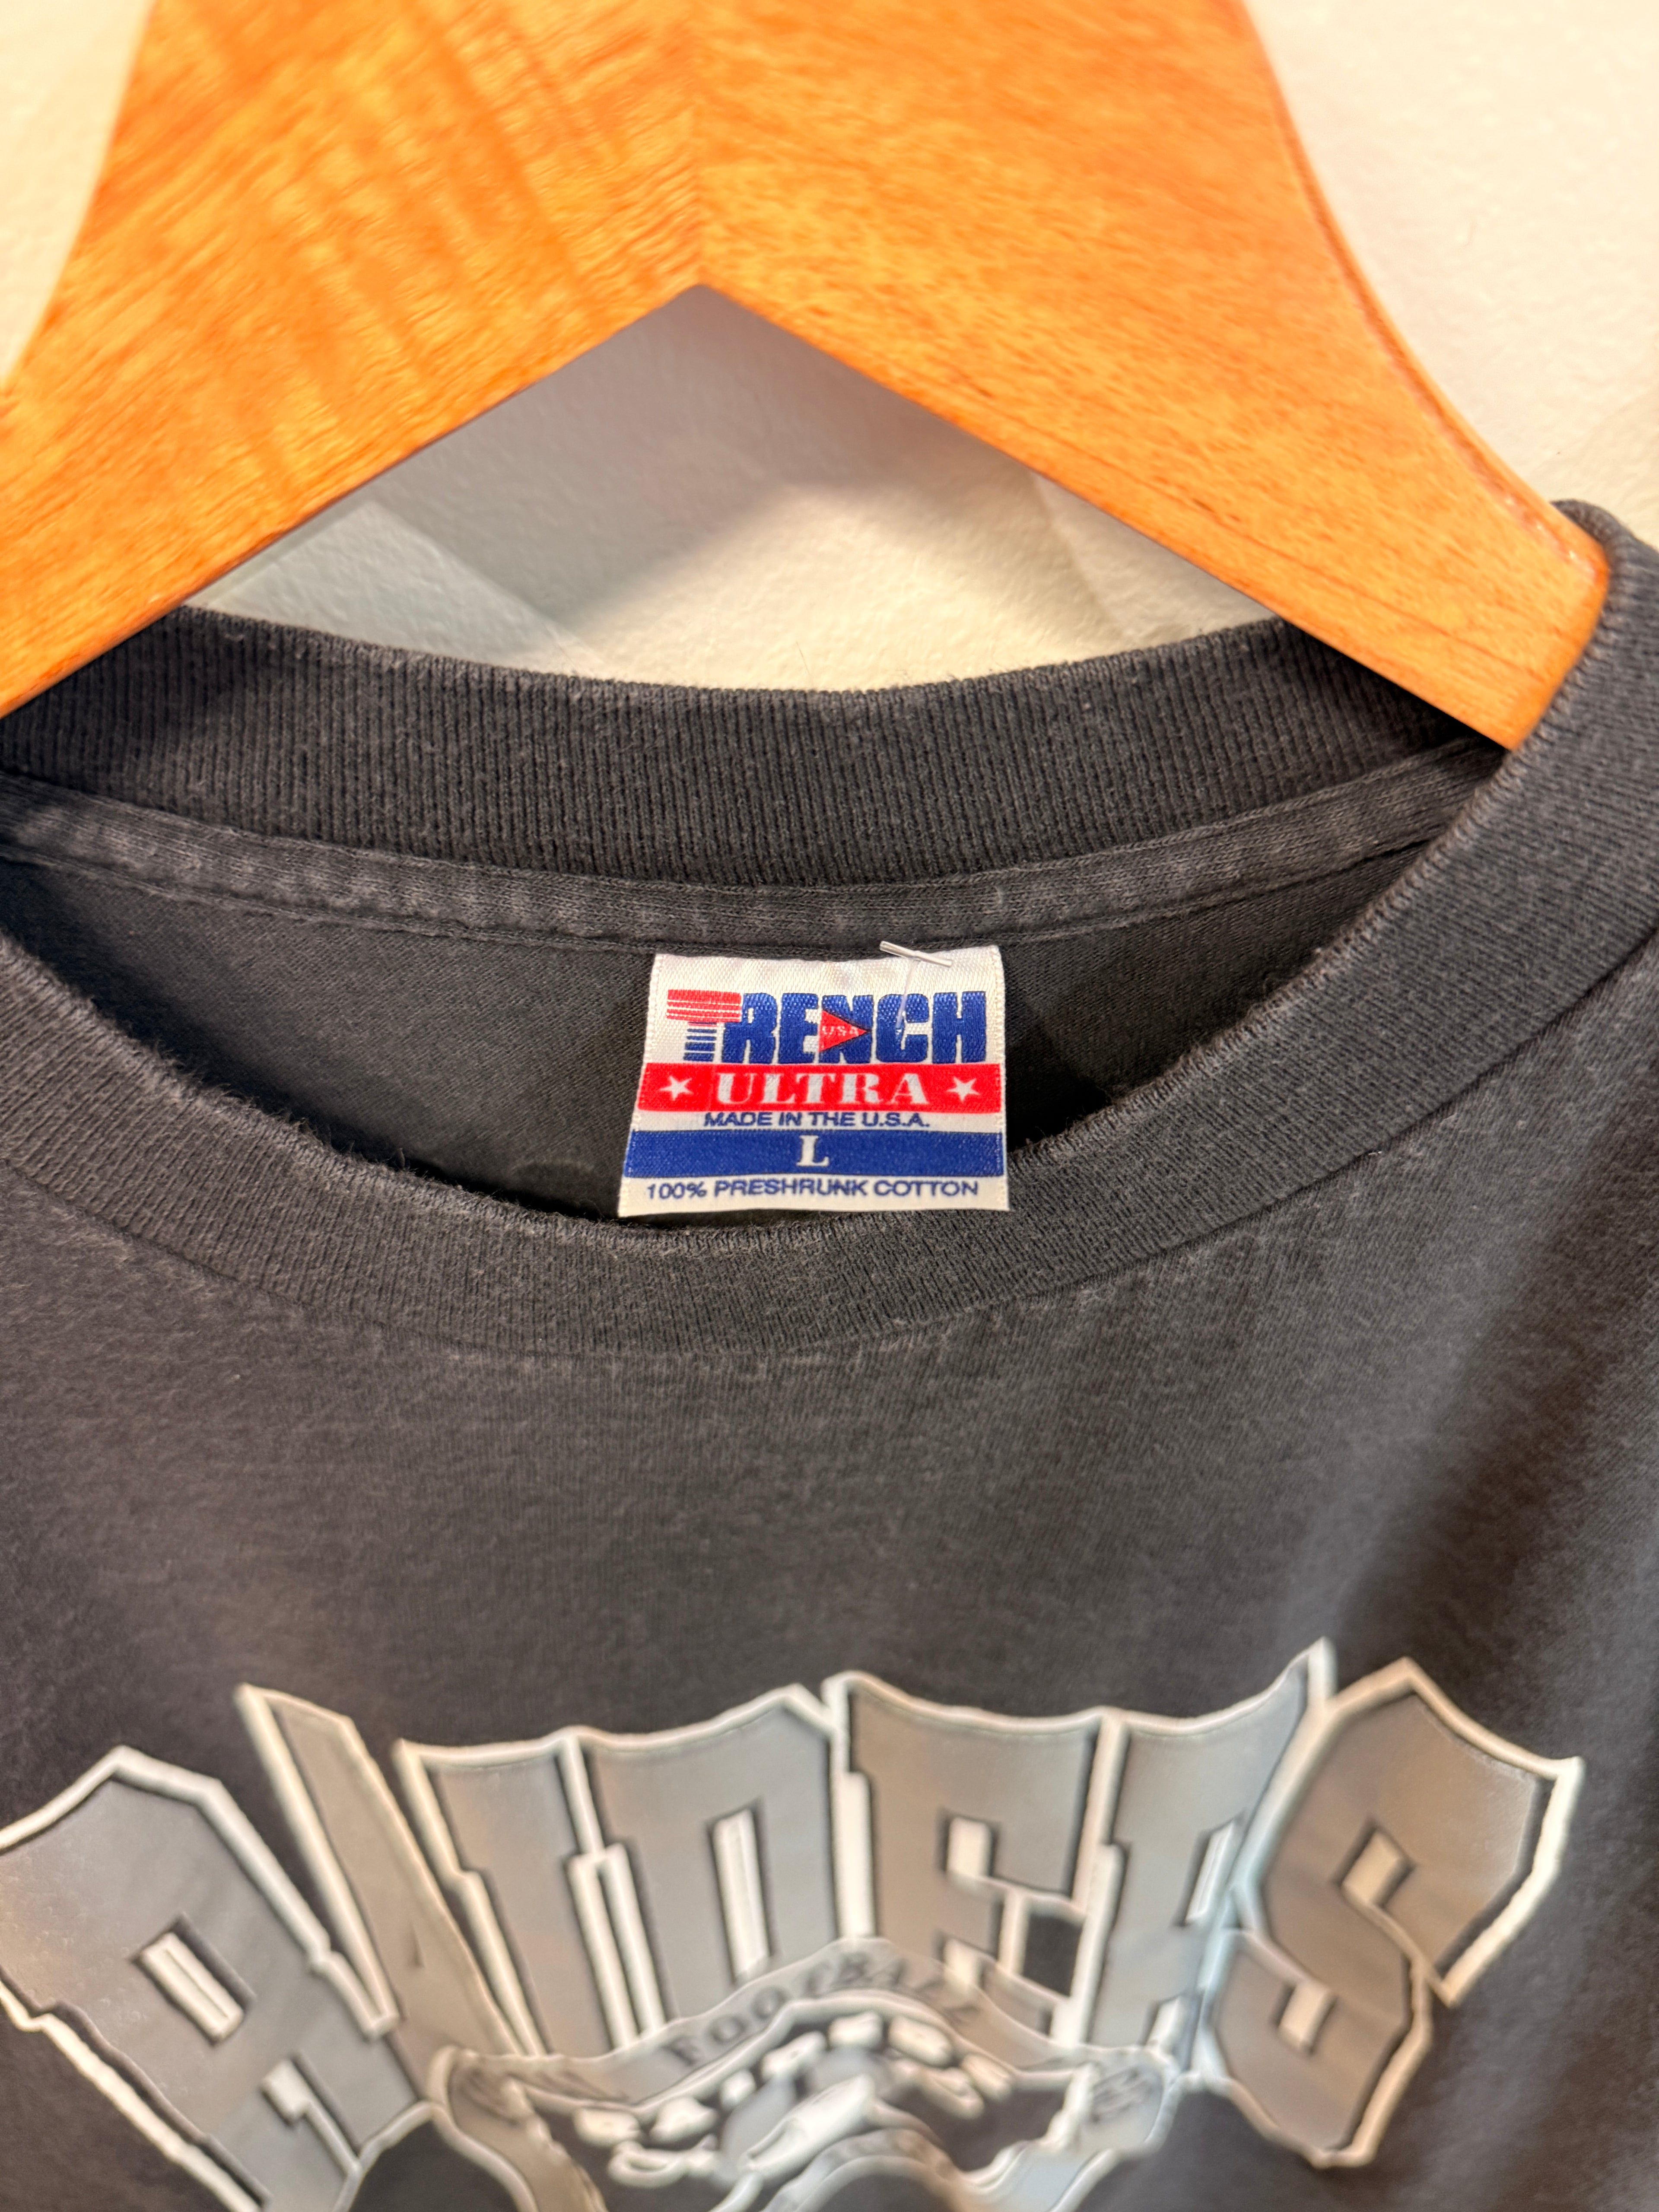 TRENCH
USA
ULTRA
MADE IN THE U.S.A.
L
100% PRESHRUNK COTTON
RAIDERS
FOOTBALL